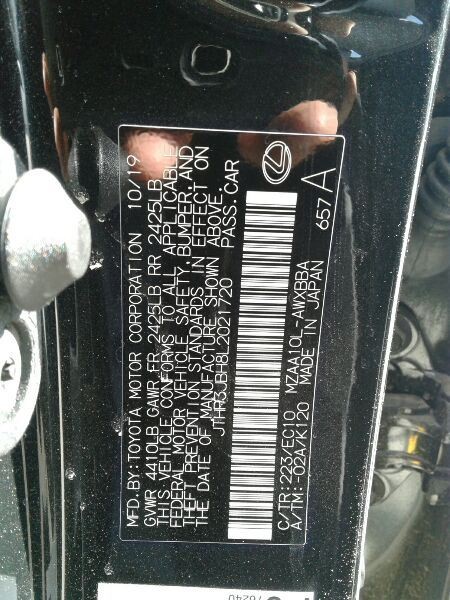 MFD. BY: TOYOTA MOTOR CORPORATION 10/19
GVWR 4410LB GAWR FR 2425LB RR 2425LB
THIS VEHICLE CONFORMS TO ALL APPLICABLE
FEDERAL MOTOR VEHICLE SAFETY, BUMPER, AND
THEFT PREVENTION STANDARDS IN EFFECT ON
THE DATE OF MANUFACTURE SHOWN ABOVE.
JTHR3JBH8L2021720 PASS. CAR
C/TR:223/EC10 MZAA10L-AWXBBA 657
A/TM:-02A/K120 MADE IN JAPAN A
76240